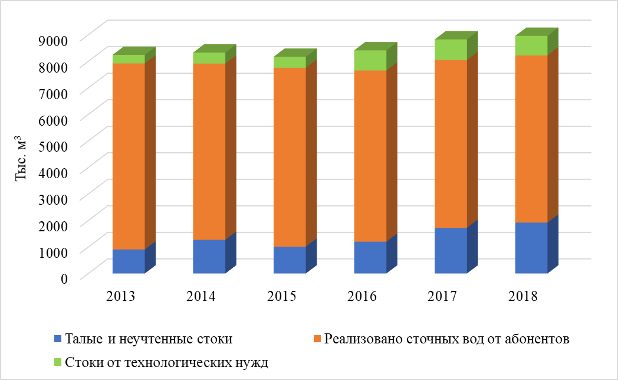 9000
8000
7000
6000
5000
4000
3000
2000
1000
0
Тыс. м³
2013 2014 2015 2016 2017 2018
Талые и неучтенные стоки Реализовано сточных вод от абонентов
Стоки от технологических нужд